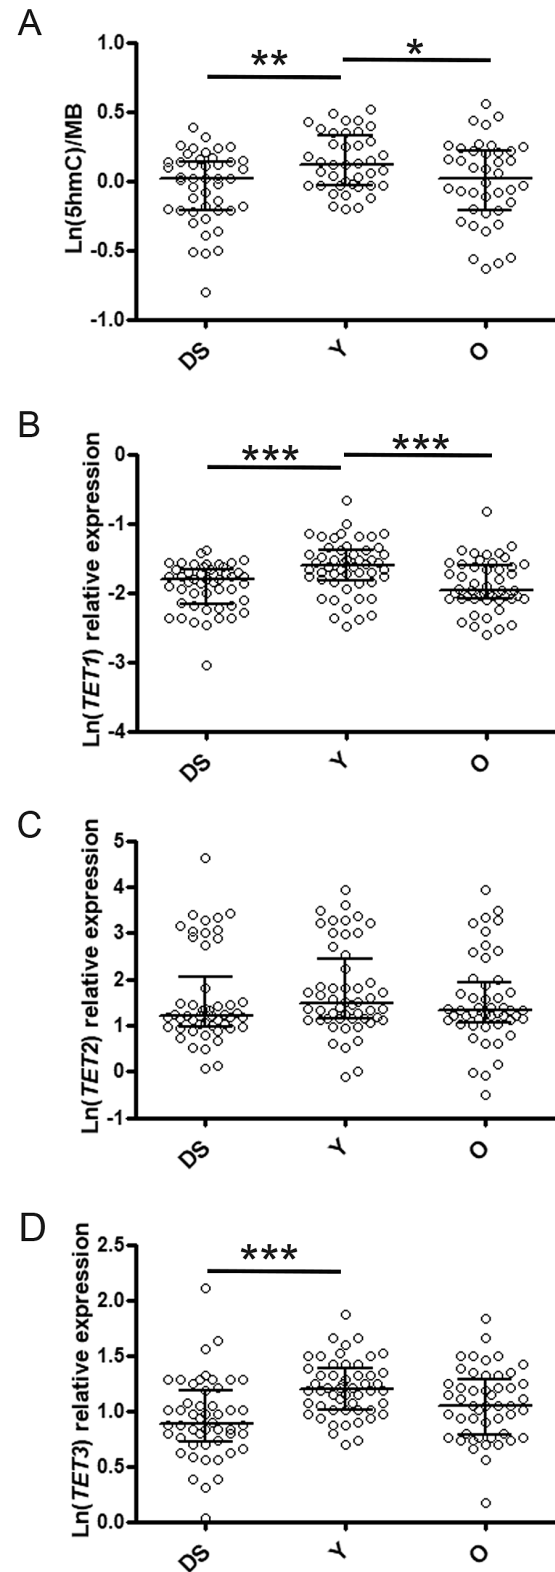 A
Ln(5hmC)/MB
1.0
0.5
0.0
-0.5
-1.0
** *
DS Y O
B
Ln(TET1) relative expression
0
-1
-2
-3
-4
*** ***
DS Y O
C
Ln(TET2) relative expression
5
4
3
2
1
0
-1
DS Y O
D
Ln(TET3) relative expression
2.5
2.0
1.5
1.0
0.5
0.0
***
DS Y O